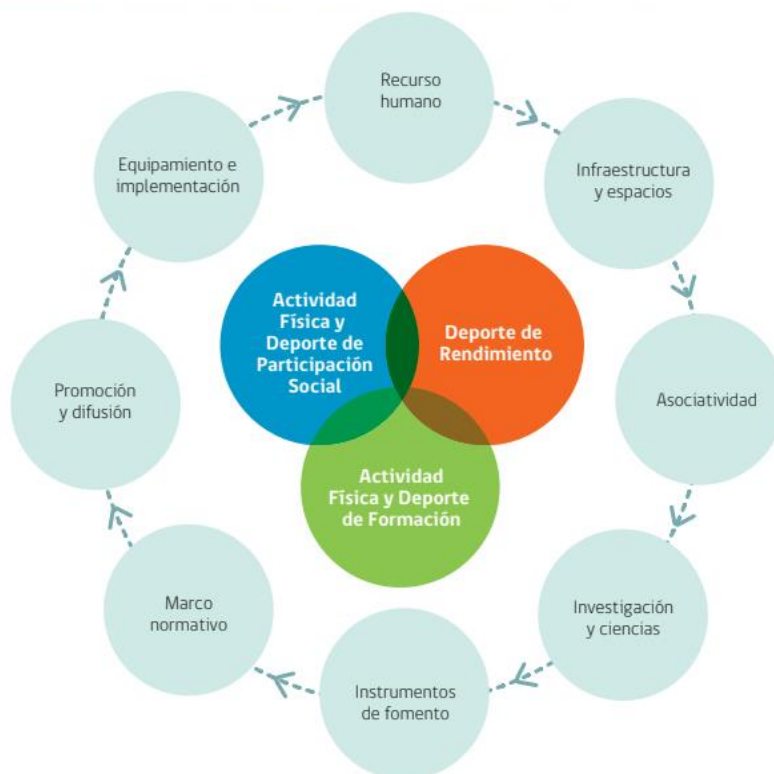 Recurso
humano
Infraestructura
y espacios
Asociatividad
Investigación
y ciencias
Instrumentos
de fomento
Marco
normativo
Promoción
y difusión
Equipamiento e
implementación
Actividad
Física y
Deporte de
Participación
Social
Deporte de
Rendimiento
Actividad
Física y Deporte
de Formación